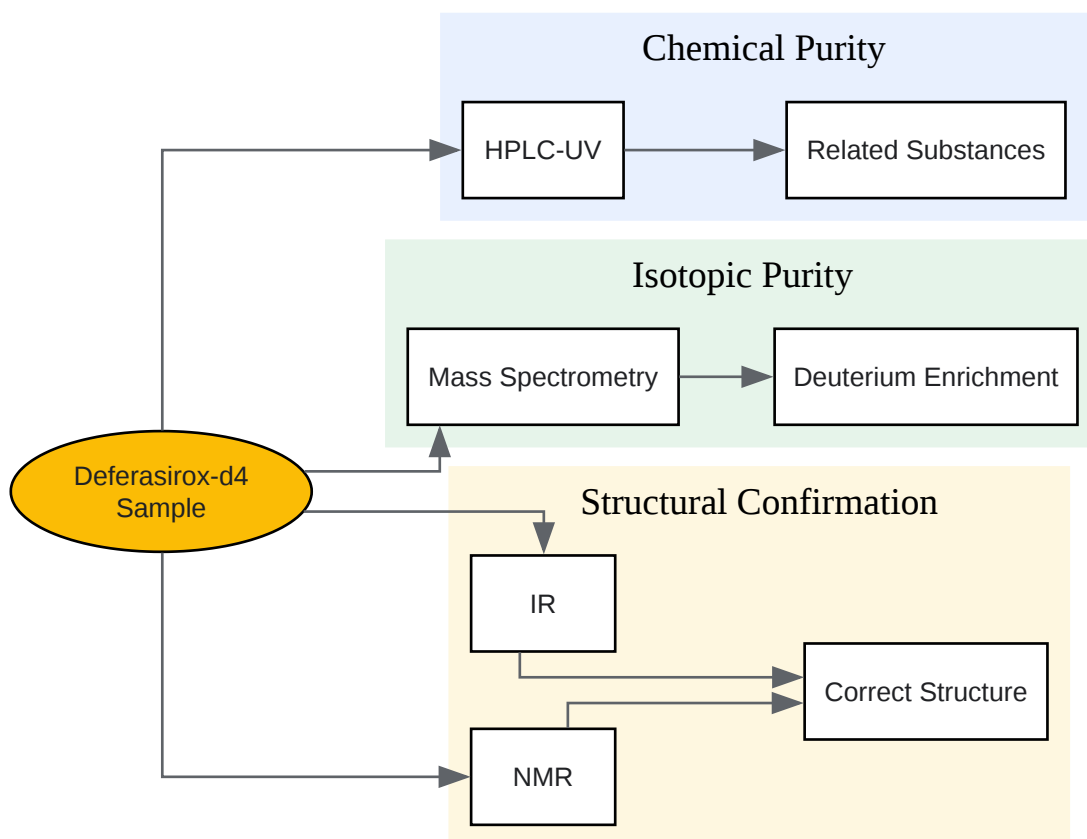 Chemical Purity
HPLC-UV
Related Substances
Isotopic Purity
Mass Spectrometry
Deuterium Enrichment
Deferasirox-d4
Sample
Structural Confirmation
IR
Correct Structure
NMR